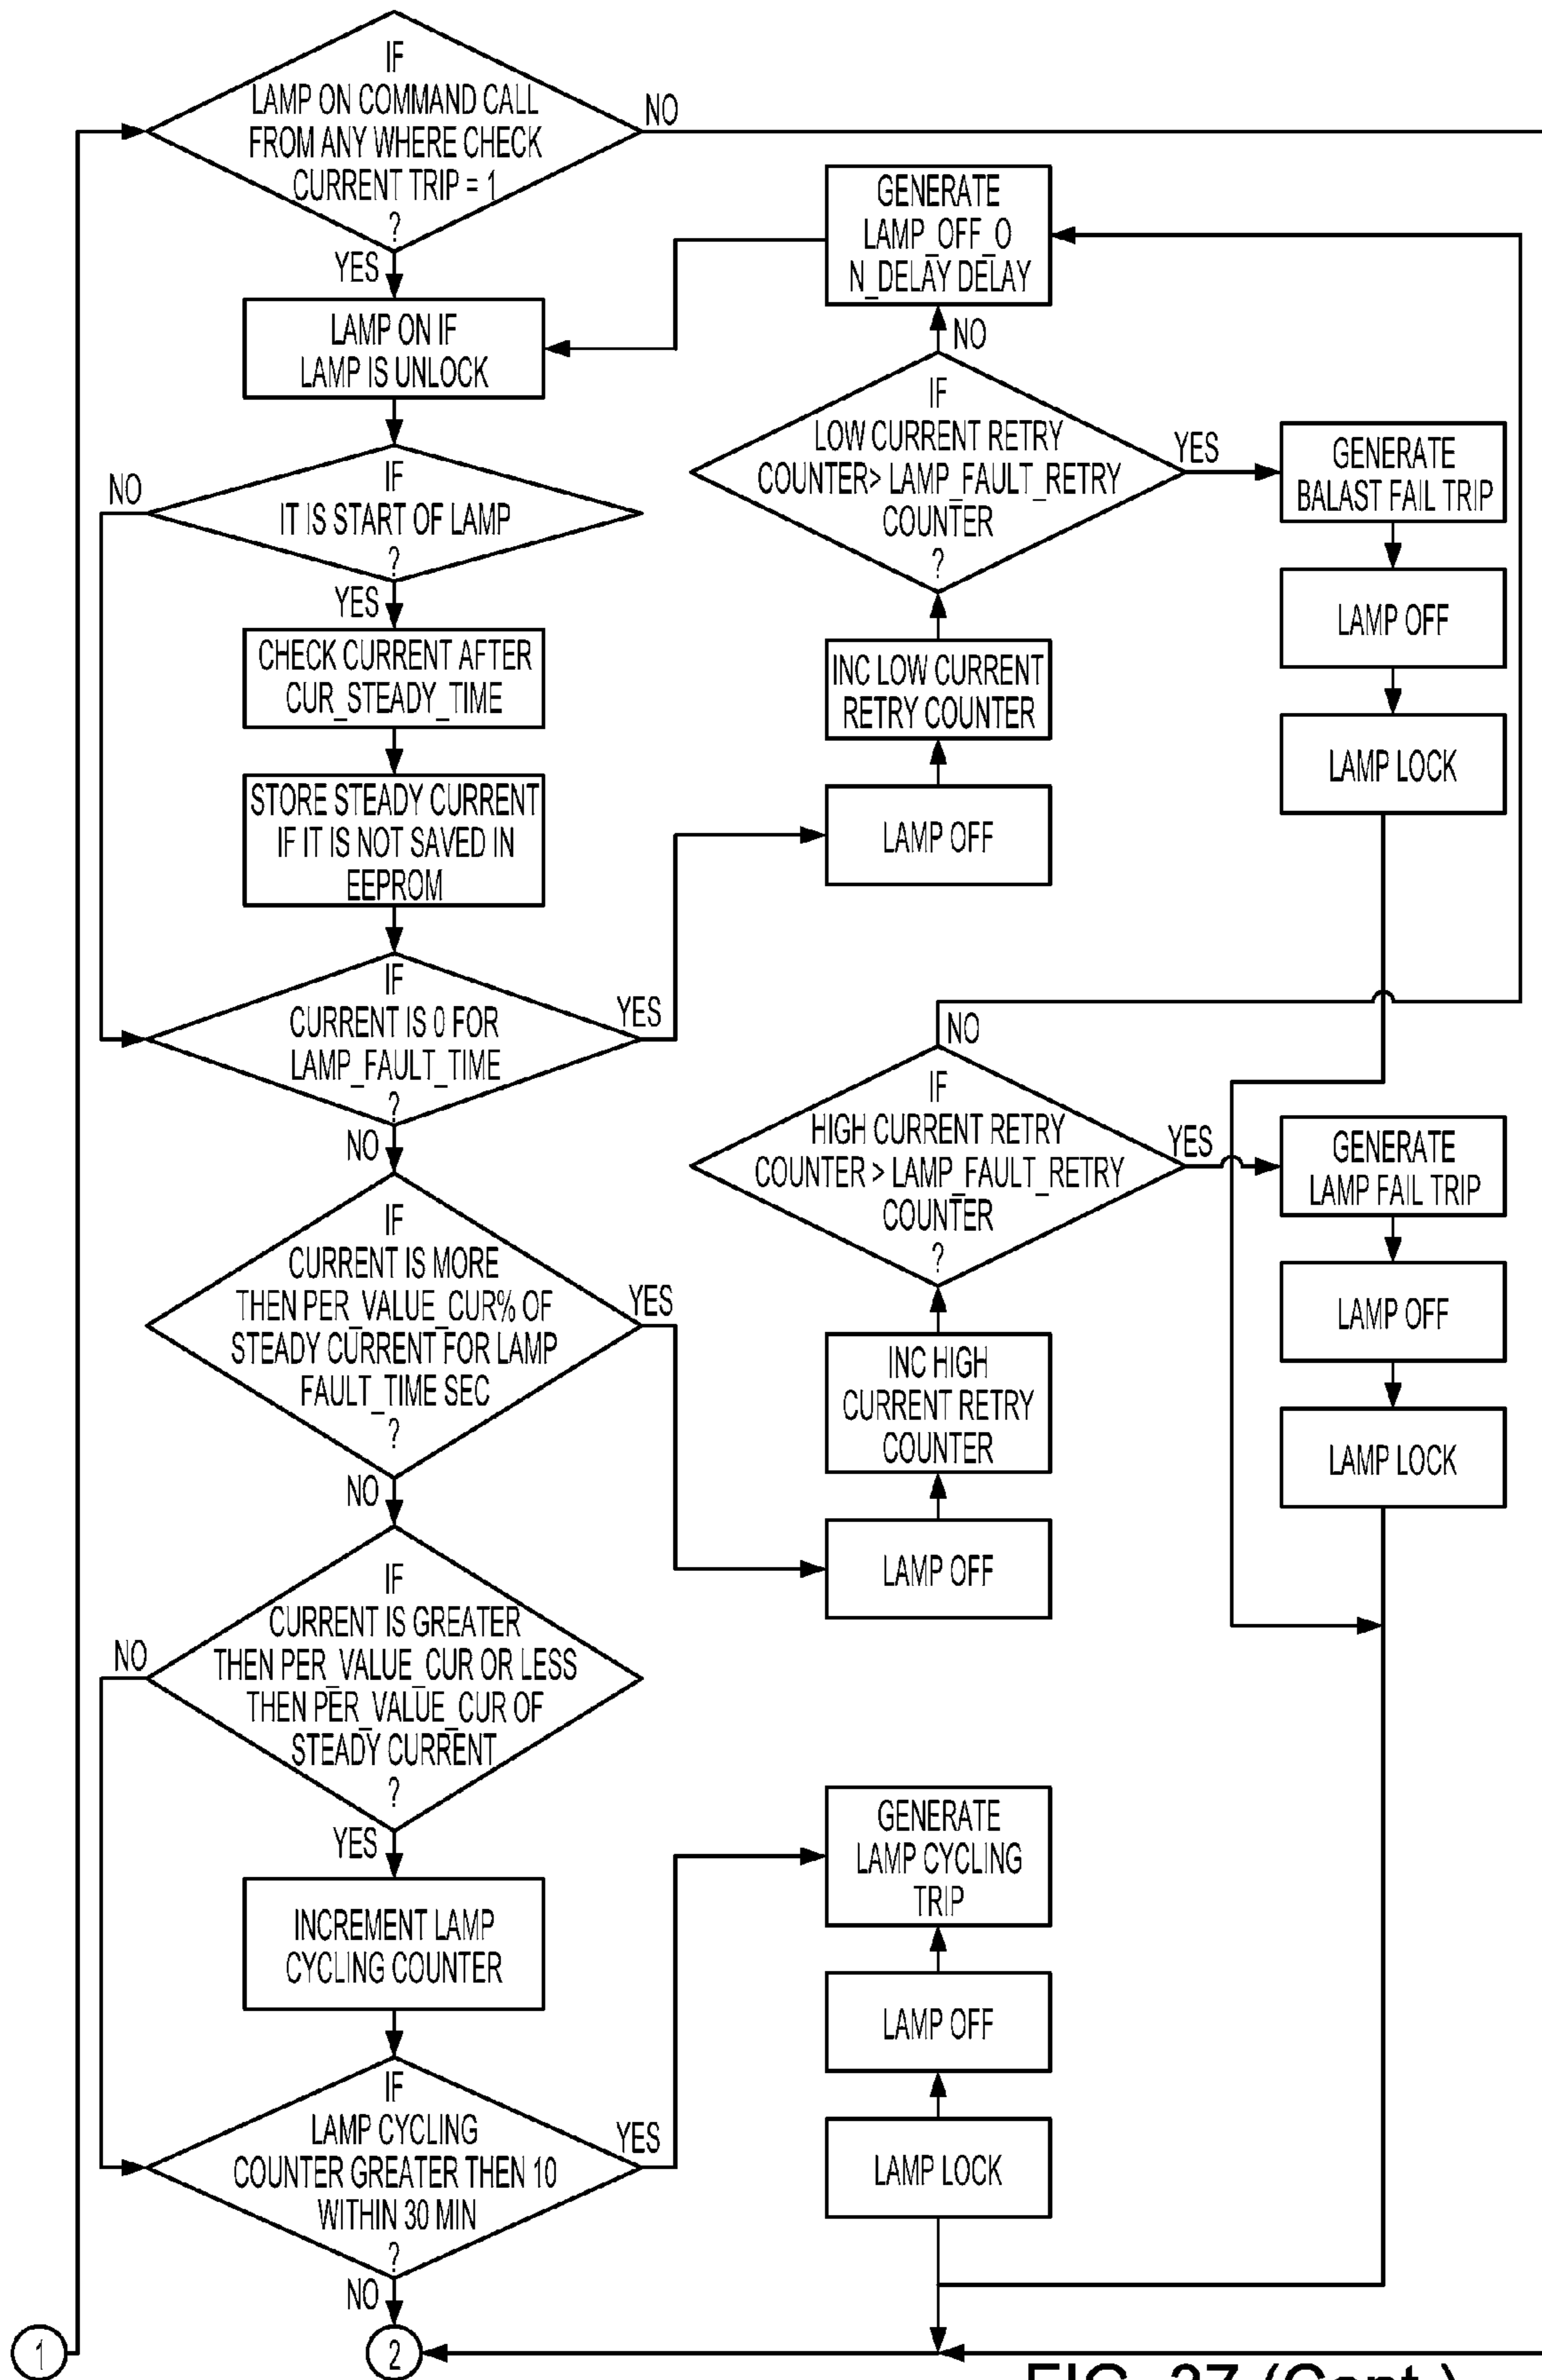 IF
LAMP ON COMMAND CALL
FROM ANY WHERE CHECK
CURRENT TRIP = 1
?
NO
YES
LAMP ON IF
LAMP IS UNLOCK
IF
IT IS START OF LAMP
?
NO
YES
CHECK CURRENT AFTER
CUR_STEADY_TIME
STORE STEADY CURRENT
IF IT IS NOT SAVED IN
EEPROM
IF
CURRENT IS 0 FOR
LAMP_FAULT_TIME
?
YES
NO
IF
CURRENT IS MORE
THEN PER_VALUE_CUR% OF
STEADY CURRENT FOR LAMP
FAULT_TIME SEC
?
YES
NO
IF
CURRENT IS GREATER
THEN PER_VALUE_CUR OR LESS
THEN PER_VALUE_CUR OF
STEADY CURRENT
?
NO
YES
INCREMENT LAMP
CYCLING COUNTER
IF
LAMP CYCLING
COUNTER GREATER THEN 10
WITHIN 30 MIN
?
YES
NO
1
2
GENERATE
LAMP_OFF_O
N_DELAY DELAY
NO
IF
LOW CURRENT RETRY
COUNTER> LAMP_FAULT_RETRY
COUNTER
?
YES
INC LOW CURRENT
RETRY COUNTER
LAMP OFF
GENERATE
BALAST FAIL TRIP
LAMP OFF
LAMP LOCK
NO
IF
HIGH CURRENT RETRY
COUNTER > LAMP_FAULT_RETRY
COUNTER
?
YES
INC HIGH
CURRENT RETRY
COUNTER
LAMP OFF
GENERATE
LAMP FAIL TRIP
LAMP OFF
LAMP LOCK
GENERATE
LAMP CYCLING
TRIP
LAMP OFF
LAMP LOCK
FIG. 37 (Cont.)